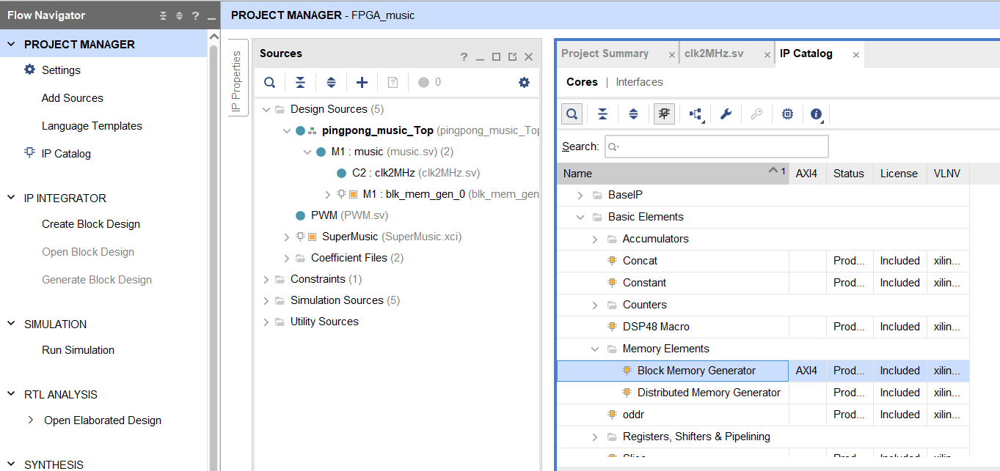 Flow Navigator
?
PROJECT MANAGER - FPGA_music
PROJECT MANAGER
Settings
Add Sources
Language Templates
IP Catalog
IP INTEGRATOR
Create Block Design
Open Block Design
Generate Block Design
SIMULATION
Run Simulation
RTL ANALYSIS
Open Elaborated Design
SYNTHESIS
IP Properties
Sources
?
0
Design Sources (5)
pingpong_music_Top (pingpong_music_Top
M1 : music (music.sv) (2)
C2 : clk2MHz (clk2MHz.sv)
M1 : blk_mem_gen_0 (blk_mem_gen
PWM (PWM.sv)
SuperMusic (SuperMusic.xci)
Coefficient Files (2)
Constraints (1)
Simulation Sources (5)
Utility Sources
Project Summary
clk2MHz.sv
IP Catalog
Cores | Interfaces
Search:
Name 1 AXI4 Status License VLNV
BaseIP
Basic Elements
Accumulators
Concat Prod... Included xilin...
Constant Prod... Included xilin...
Counters
DSP48 Macro Prod... Included xilin...
Memory Elements
Block Memory Generator AXI4 Prod... Included xilin...
Distributed Memory Generator Prod... Included xilin...
oddr Prod... Included xilin...
Registers, Shifters & Pipelining